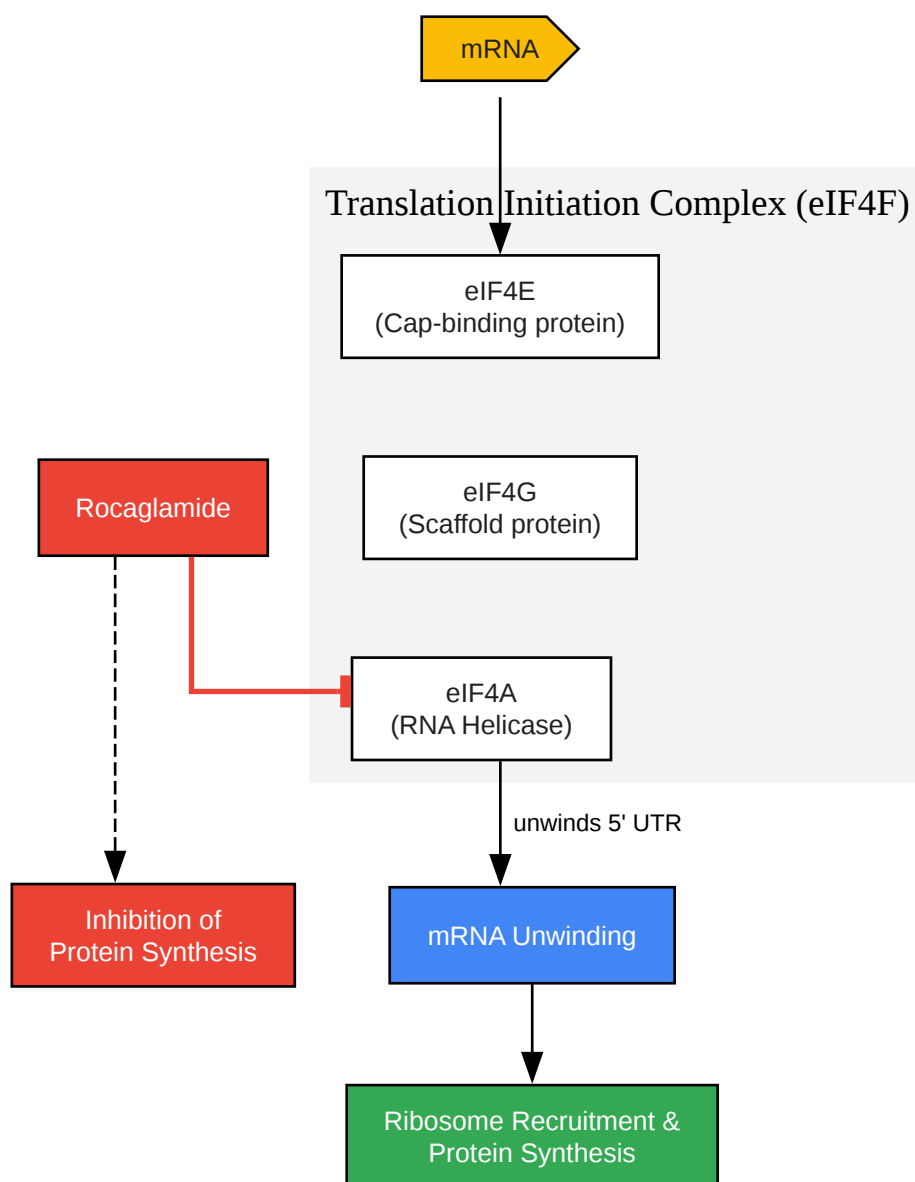 mRNA
Translation Initiation Complex (eIF4F)
eIF4E
(Cap-binding protein)
Rocaglamide
eIF4G
(Scaffold protein)
eIF4A
(RNA Helicase)
unwinds 5' UTR
Inhibition of
Protein Synthesis
mRNA Unwinding
Ribosome Recruitment &
Protein Synthesis